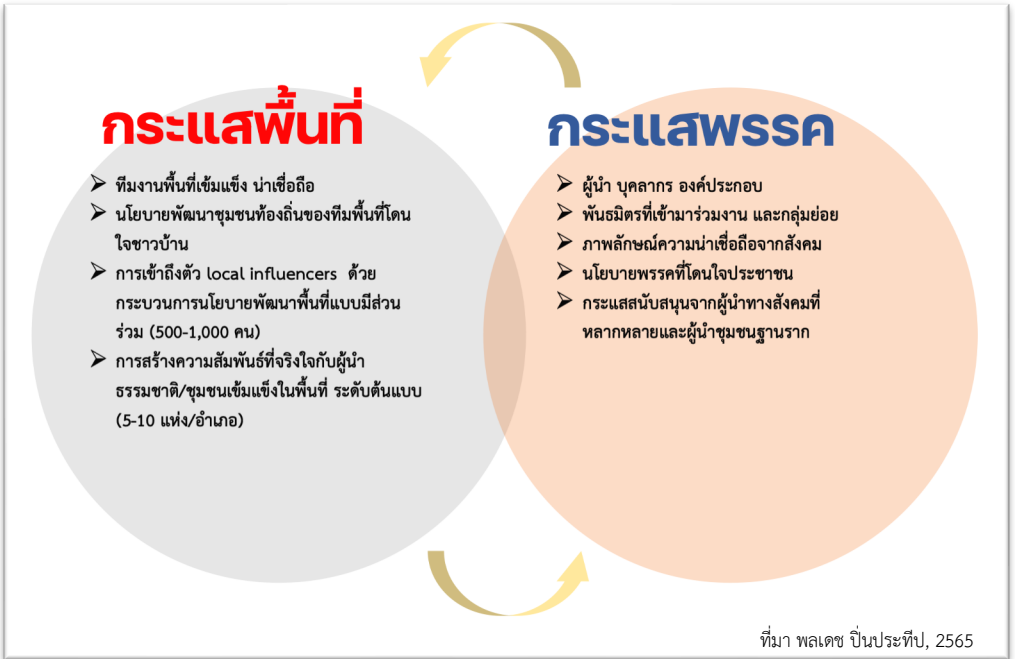 กระแสพื้นที่
➢ ทีมงานพื้นที่เข้มแข็ง น่าเชื่อถือ
➢ นโยบายพัฒนาชุมชนท้องถิ่นของทีมพื้นที่โดน
ใจชาวบ้าน
➢ การเข้าถึงตัว local influencers ด้วย
กระบวนการนโยบายพัฒนาพื้นที่แบบมีส่วน
ร่วม (500-1,000 คน)
➢ การสร้างความสัมพันธ์ที่จริงใจกับผู้นำ
ธรรมชาติ/ชุมชนเข้มแข็งในพื้นที่ ระดับต้นแบบ
(5-10 แห่ง/อำเภอ)
กระแสพรรค
➢ ผู้นำ บุคลากร องค์ประกอบ
➢ พันธมิตรที่เข้ามาร่วมงาน และกลุ่มย่อย
➢ ภาพลักษณ์ความน่าเชื่อถือจากสังคม
➢ นโยบายพรรคที่โดนใจประชาชน
➢ กระแสสนับสนุนจากผู้นำทางสังคมที่
หลากหลายและผู้นำชุมชนฐานราก
ที่มา พลเดช ปิ่นประทีป, 2565